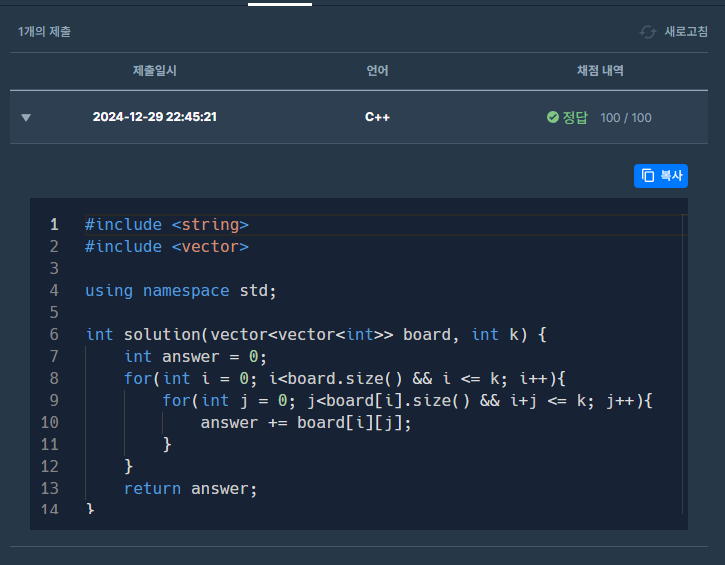 1개의 제출 새로고침
제출일시 언어 채점 내역
▼ 2024-12-29 22:45:21 C++ 정답 100 / 100
복사
1 #include <string>
2 #include <vector>
3
4 using namespace std;
5
6 int solution(vector<vector<int>> board, int k) {
7     int answer = 0;
8     for(int i = 0; i<board.size() && i <= k; i++){
9         for(int j = 0; j<board[i].size() && i+j <= k; j++){
10             answer += board[i][j];
11         }
12     }
13     return answer;
14 }